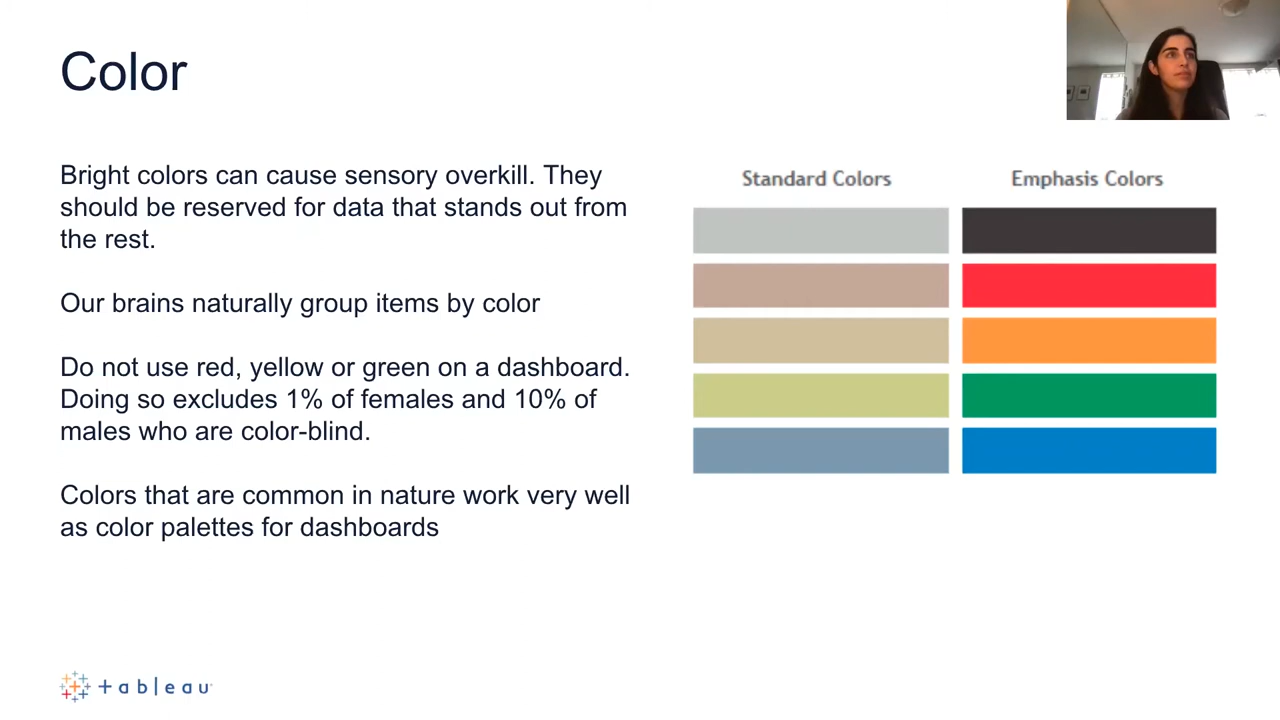 Color
Bright colors can cause sensory overkill. They
should be reserved for data that stands out from
the rest.
Our brains naturally group items by color
Do not use red, yellow or green on a dashboard.
Doing so excludes 1% of females and 10% of
males who are color-blind.
Colors that are common in nature work very well
as color palettes for dashboards
Standard Colors
Emphasis Colors
tableau